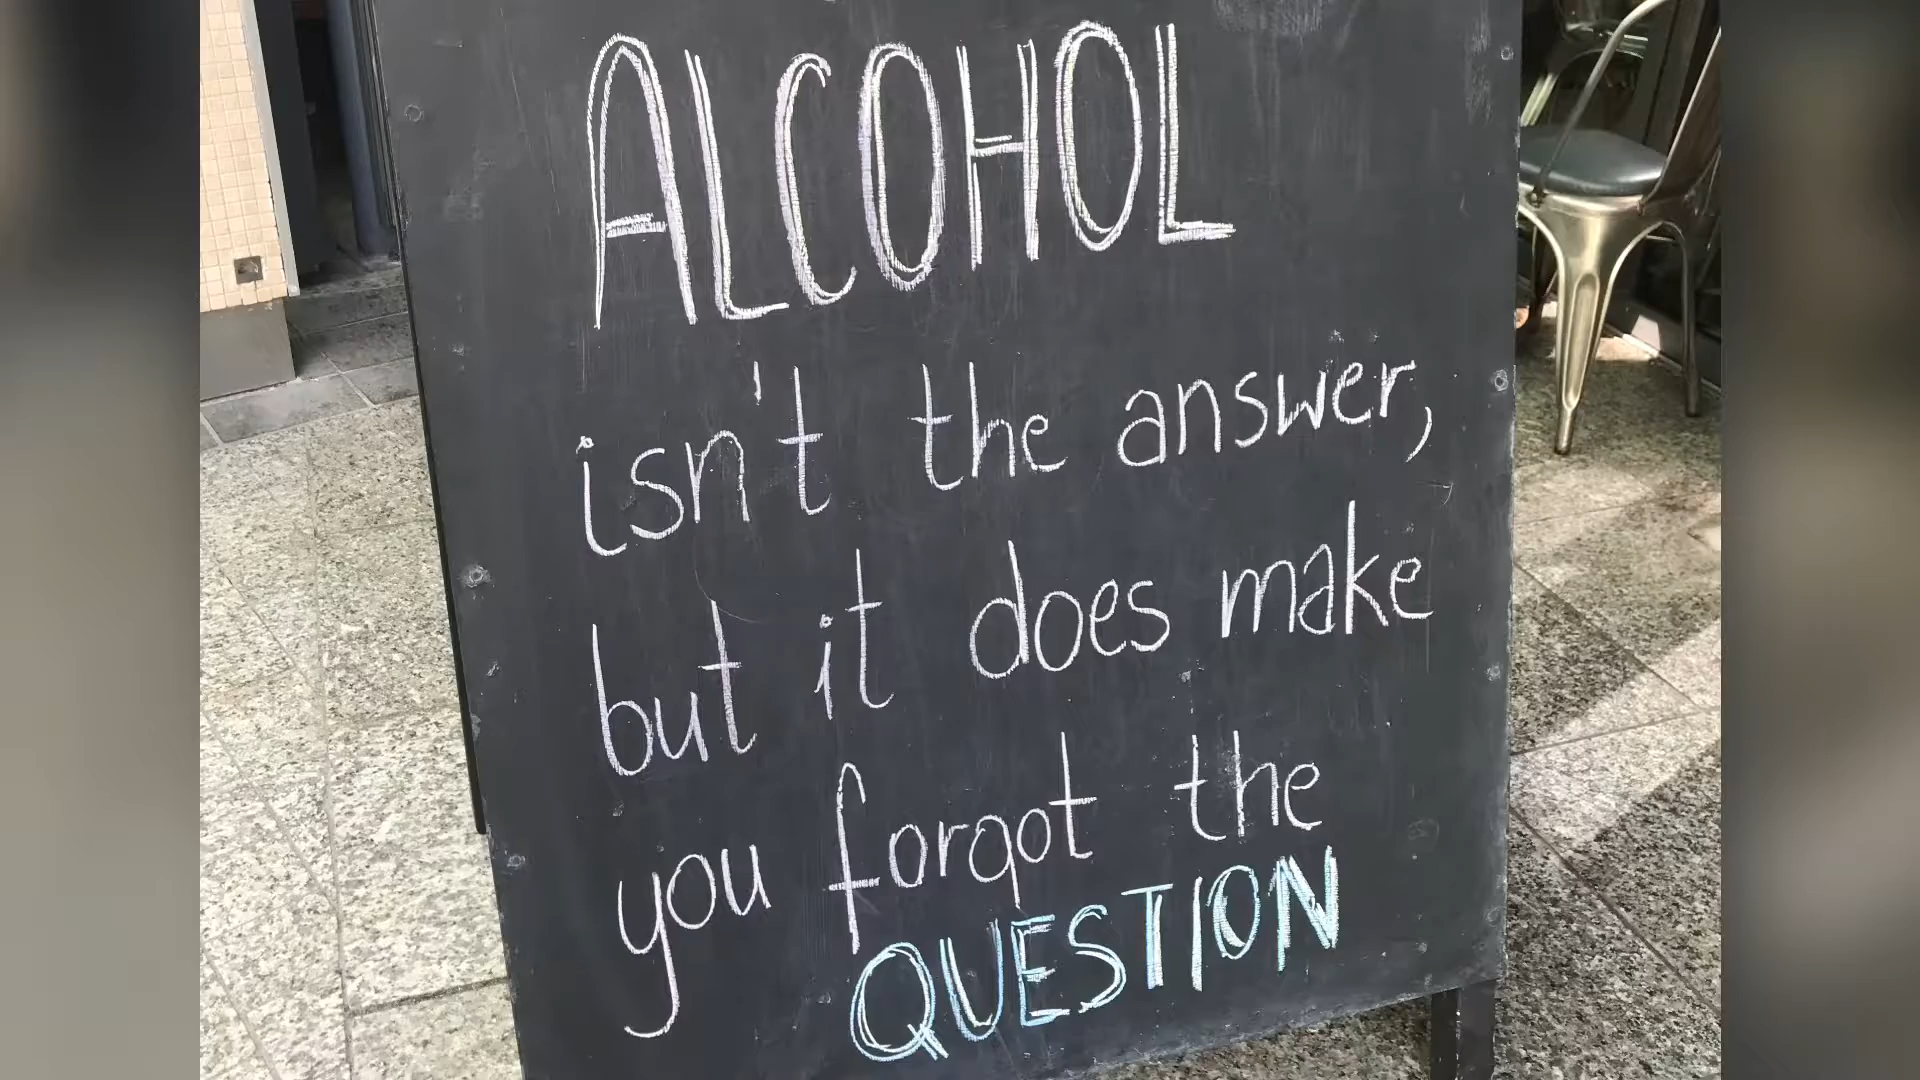 ALCOHOL
isn't the answer,
but it does make
you forgot the
QUESTION